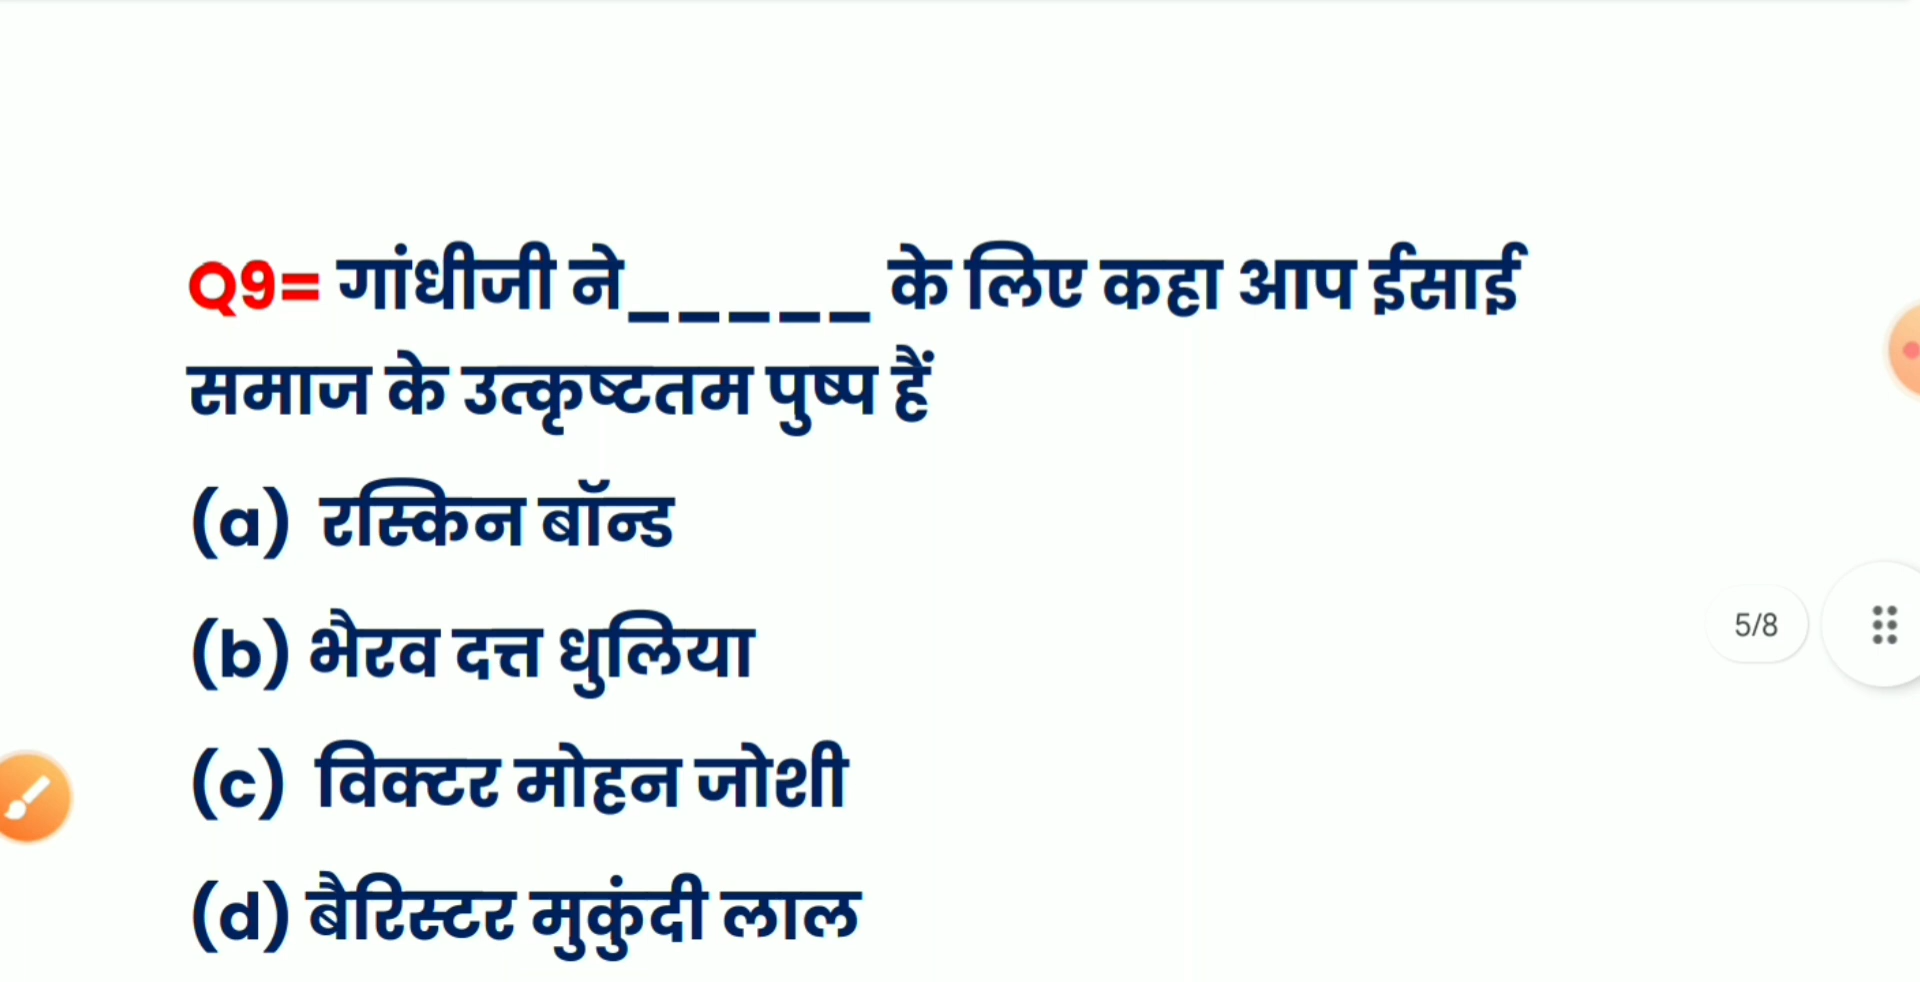 Q9= गांधीजी ने_____ के लिए कहा आप ईसाई
समाज के उत्कृष्टतम पुष्प हैं
(a) रस्किन बॉन्ड
(b) भैरव दत्त धुलिया
(c) विक्टर मोहन जोशी
(d) बैरिस्टर मुकुंदी लाल
5/8